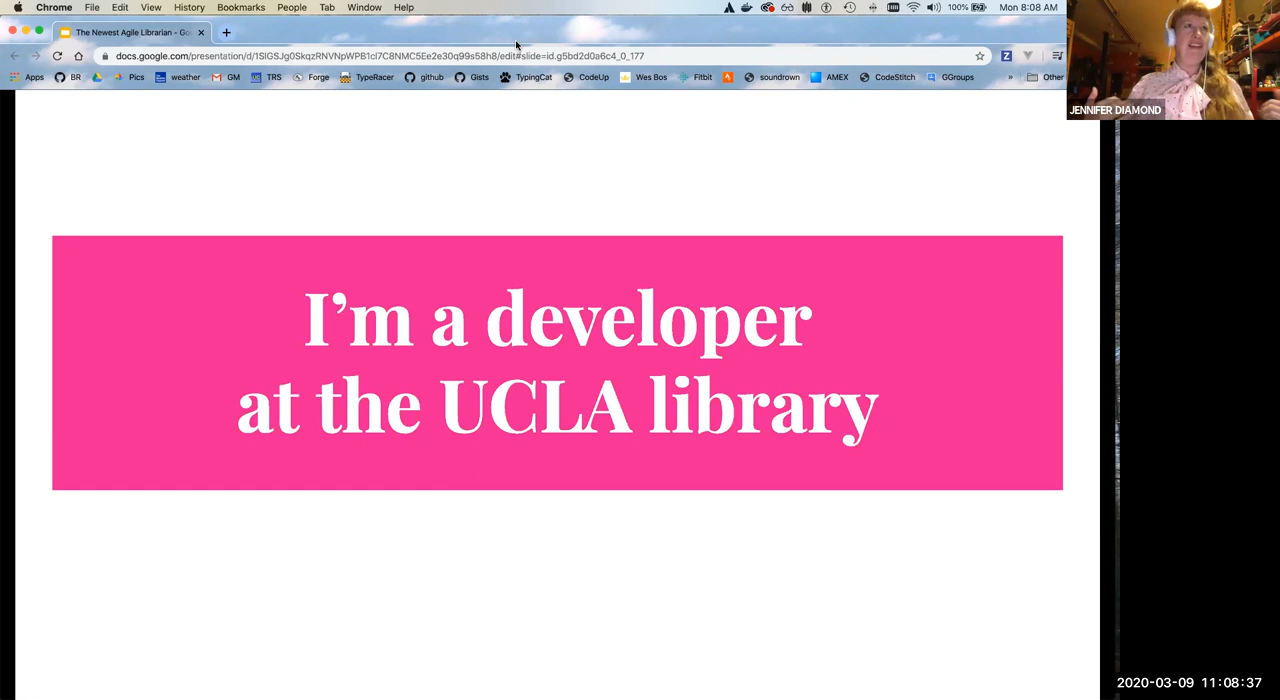 Chrome File Edit View History Bookmarks People Tab Window Help 100% Mon 8:08 AM
The Newest Agile Librarian - Go
docs.google.com/presentation/d/1SIGSJg0SkqzRNVNpWPB1cl7C8NMC5Ee2e30q99s58h8/edit#slide=id.g5bd2d0a6c4_0_177
Apps BR Pics weather GM TRS Forge TypeRacer github Gists TypingCat CodeUp Wes Bos Fitbit soundrown AMEX CodeStitch GGroups » Other
JENNIFER DIAMOND
I’m a developer
at the UCLA library
2020-03-09 11:08:37